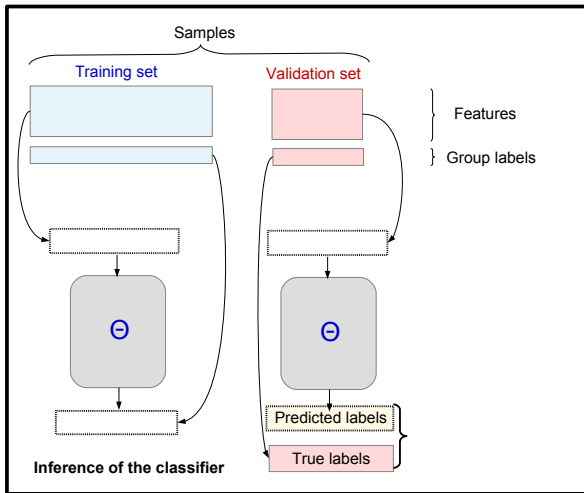 Samples
Training set
Validation set
Features
Group labels
Θ
Θ
Predicted labels
True labels
Inference of the classifier